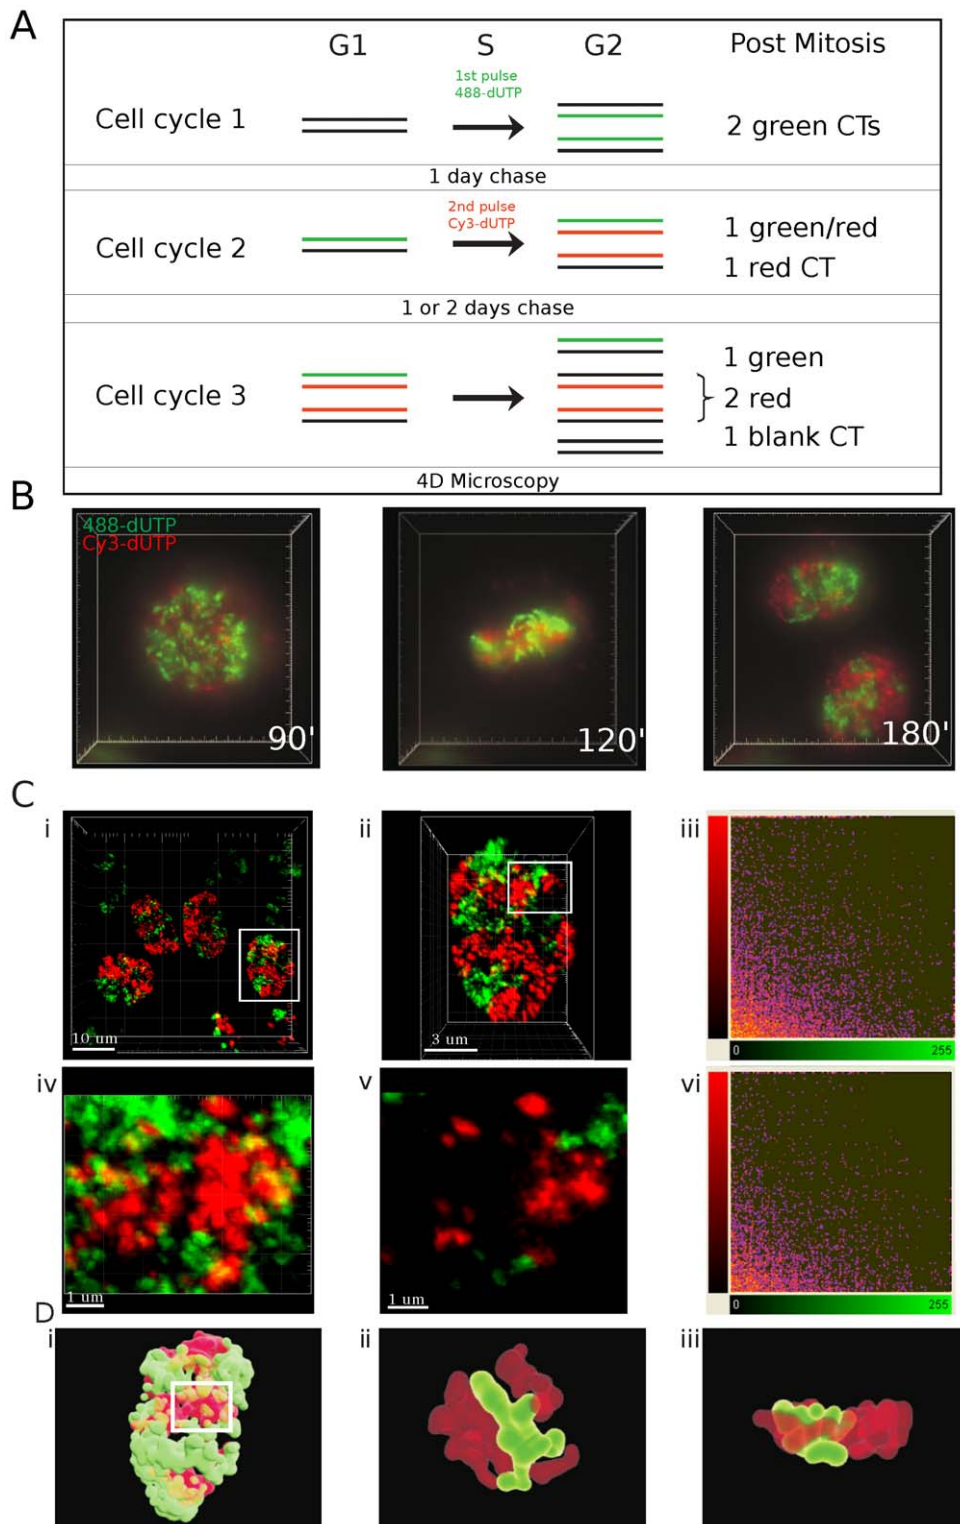 A
G1 S G2 Post Mitosis
1st pulse
488-dUTP
Cell cycle 1
2 green CTs
1 day chase
2nd pulse
Cy3-dUTP
Cell cycle 2
1 green/red
1 red CT
1 or 2 days chase
Cell cycle 3
1 green
2 red
1 blank CT
4D Microscopy
B
488-dUTP
Cy3-dUTP
90' 120' 180'
C
i ii iii
10 um 3 um 0 255
iv v vi
1 um 1 um 0 255
D
i ii iii